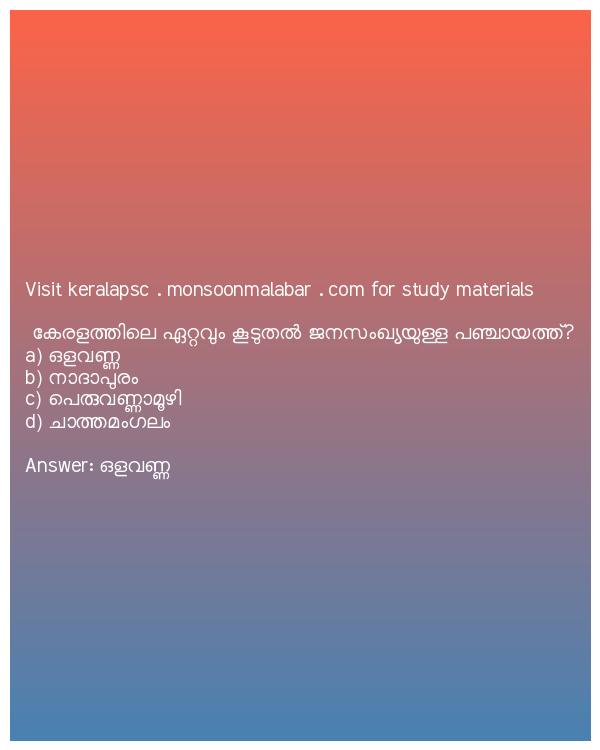 Visit keralapsc . monsoonmalabar . com for study materials
കേരളത്തിലെ ഏറ്റവും കൂടുതൽ ജനസംഖ്യയുള്ള പഞ്ചായത്ത്?
a) ഒളവണ്ണ
b) നാദാപുരം
c) പെരുവണ്ണാമൂഴി
d) ചാത്തമംഗലം
Answer: ഒളവണ്ണ